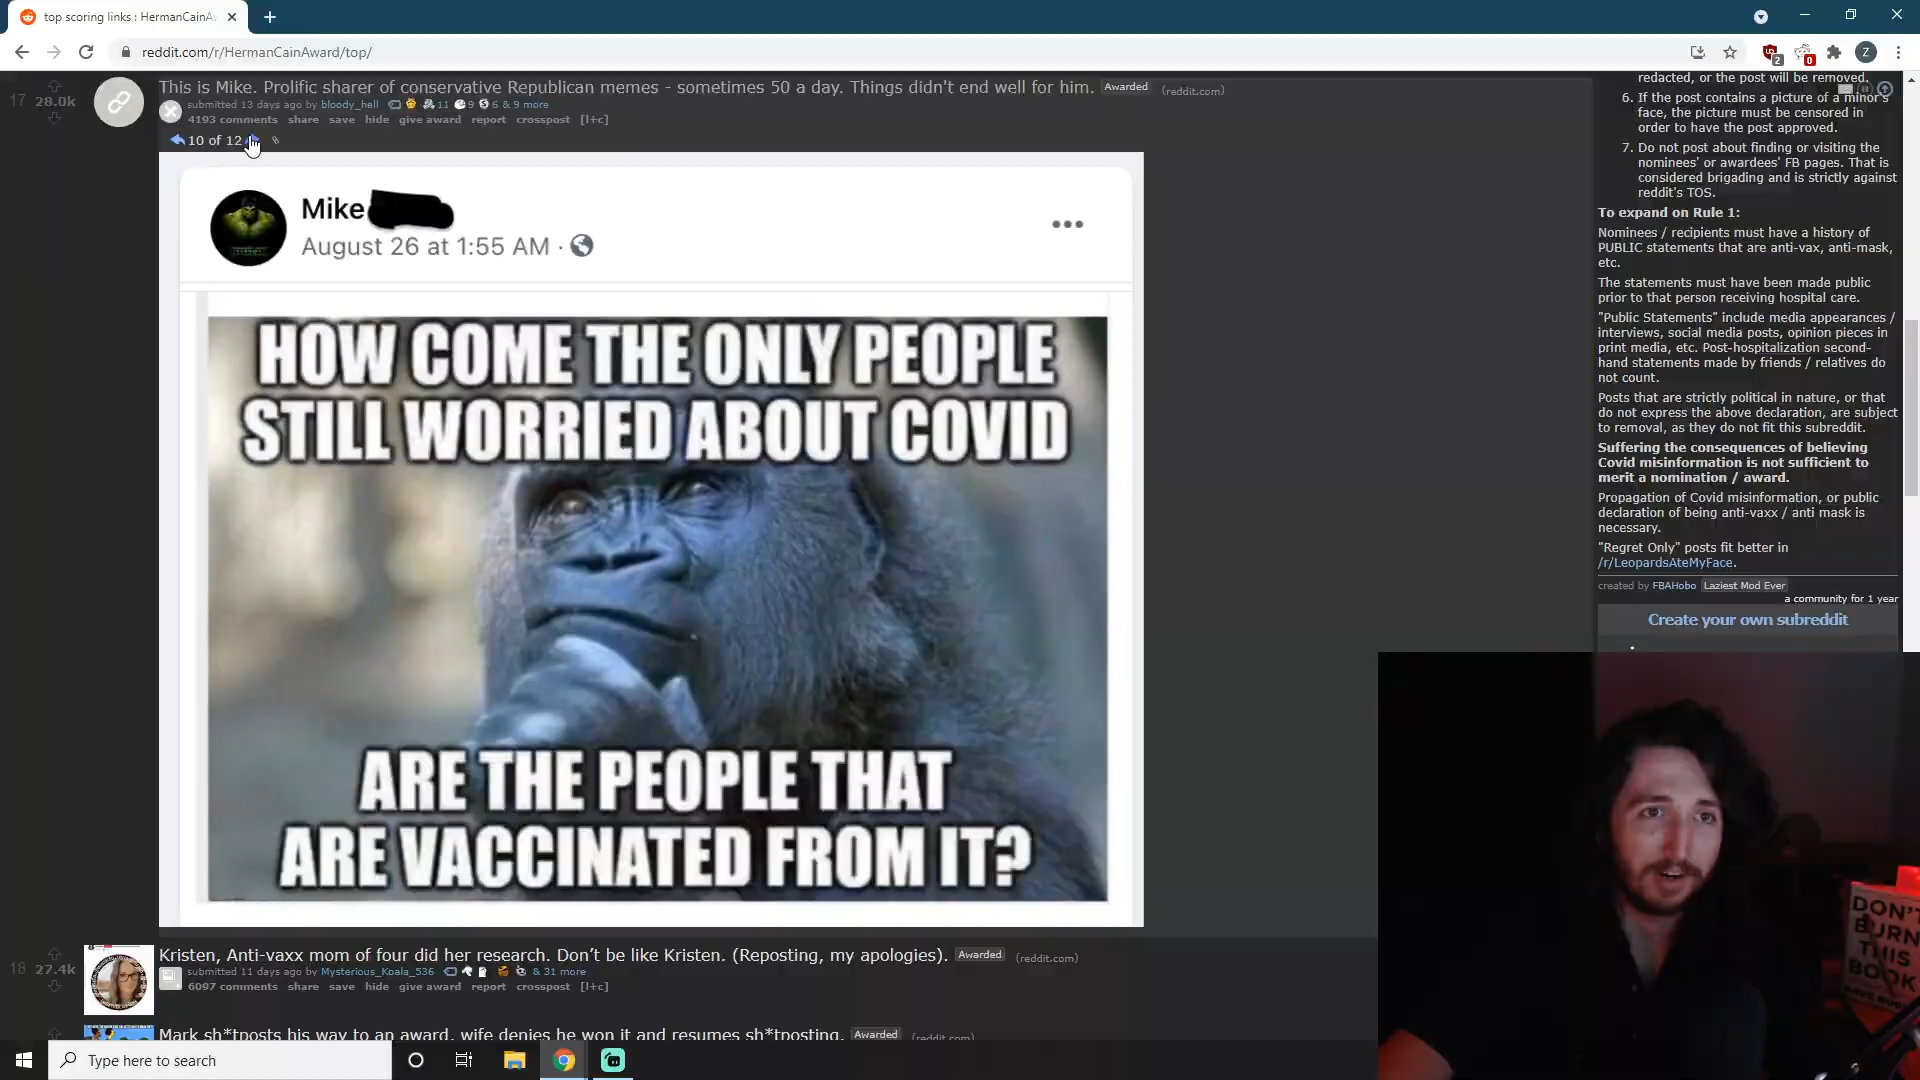 top scoring links : HermanCainAw
reddit.com/r/HermanCainAward/top/
Z
2
0
17
28.0k
This is Mike. Prolific sharer of conservative Republican memes - sometimes 50 a day. Things didn't end well for him. Awarded (reddit.com)
submitted 13 days ago by bloody_hell 11 9 6 & 9 more
4193 comments share save hide give award report crosspost [l+c]
10 of 12
Mike
August 26 at 1:55 AM ·
HOW COME THE ONLY PEOPLE
STILL WORRIED ABOUT COVID
ARE THE PEOPLE THAT
ARE VACCINATED FROM IT?
18
27.4k
Kristen, Anti-vaxx mom of four did her research. Don't be like Kristen. (Reposting, my apologies). Awarded (reddit.com)
submitted 11 days ago by Mysterious_Koala_536 & 31 more
6097 comments share save hide give award report crosspost [l+c]
Mark sh*tposts his way to an award, wife denies he won it and resumes sh*tposting. Awarded (reddit.com)
redacted, or the post will be removed.
6. If the post contains a picture of a minor's
face, the picture must be censored in
order to have the post approved.
7. Do not post about finding or visiting the
nominees' or awardees' FB pages. That is
considered brigading and is strictly against
reddit's TOS.
To expand on Rule 1:
Nominees / recipients must have a history of
PUBLIC statements that are anti-vax, anti-mask,
etc.
The statements must have been made public
prior to that person receiving hospital care.
"Public Statements" include media appearances /
interviews, social media posts, opinion pieces in
print media, etc. Post-hospitalization second-
hand statements made by friends / relatives do
not count.
Posts that are strictly political in nature, or that
do not express the above declaration, are subject
to removal, as they do not fit this subreddit.
Suffering the consequences of believing
Covid misinformation is not sufficient to
merit a nomination / award.
Propagation of Covid misinformation, or public
declaration of being anti-vaxx / anti mask is
necessary.
"Regret Only" posts fit better in
/r/LeopardsAteMyFace.
created by FBAHobo Laziest Mod Ever
a community for 1 year
Create your own subreddit
DON'T
BURN
THIS
BOOK
Type here to search